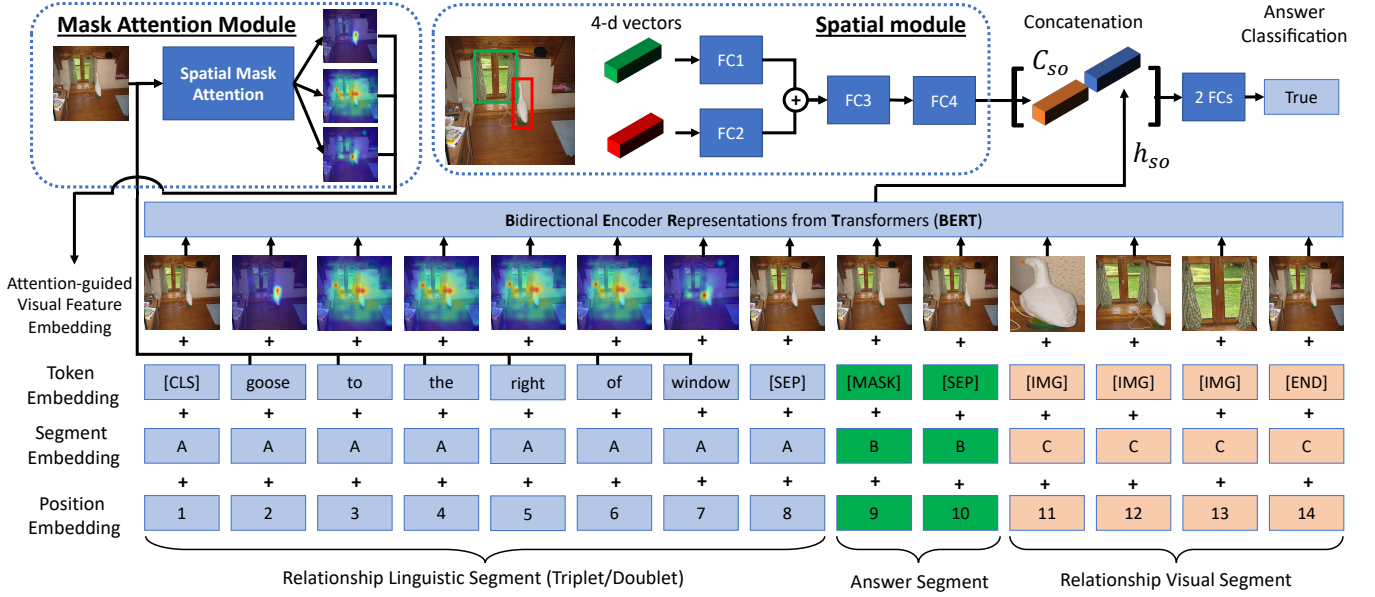 Mask Attention Module
Spatial Mask
Attention
4-d vectors
Spatial module
FC1
FC2
FC3
FC4
Concatenation
C_so
h_so
2 FCs
Answer
Classification
True
Bidirectional Encoder Representations from Transformers (BERT)
Attention-guided
Visual Feature
Embedding
+ + + + + + + + + + + + + +
Token
Embedding
[CLS] goose to the right of window [SEP] [MASK] [SEP] [IMG] [IMG] [IMG] [END]
+ + + + + + + + + + + + + +
Segment
Embedding
A A A A A A A A B B C C C C
+ + + + + + + + + + + + + +
Position
Embedding
1 2 3 4 5 6 7 8 9 10 11 12 13 14
Relationship Linguistic Segment (Triplet/Doublet)
Answer Segment
Relationship Visual Segment